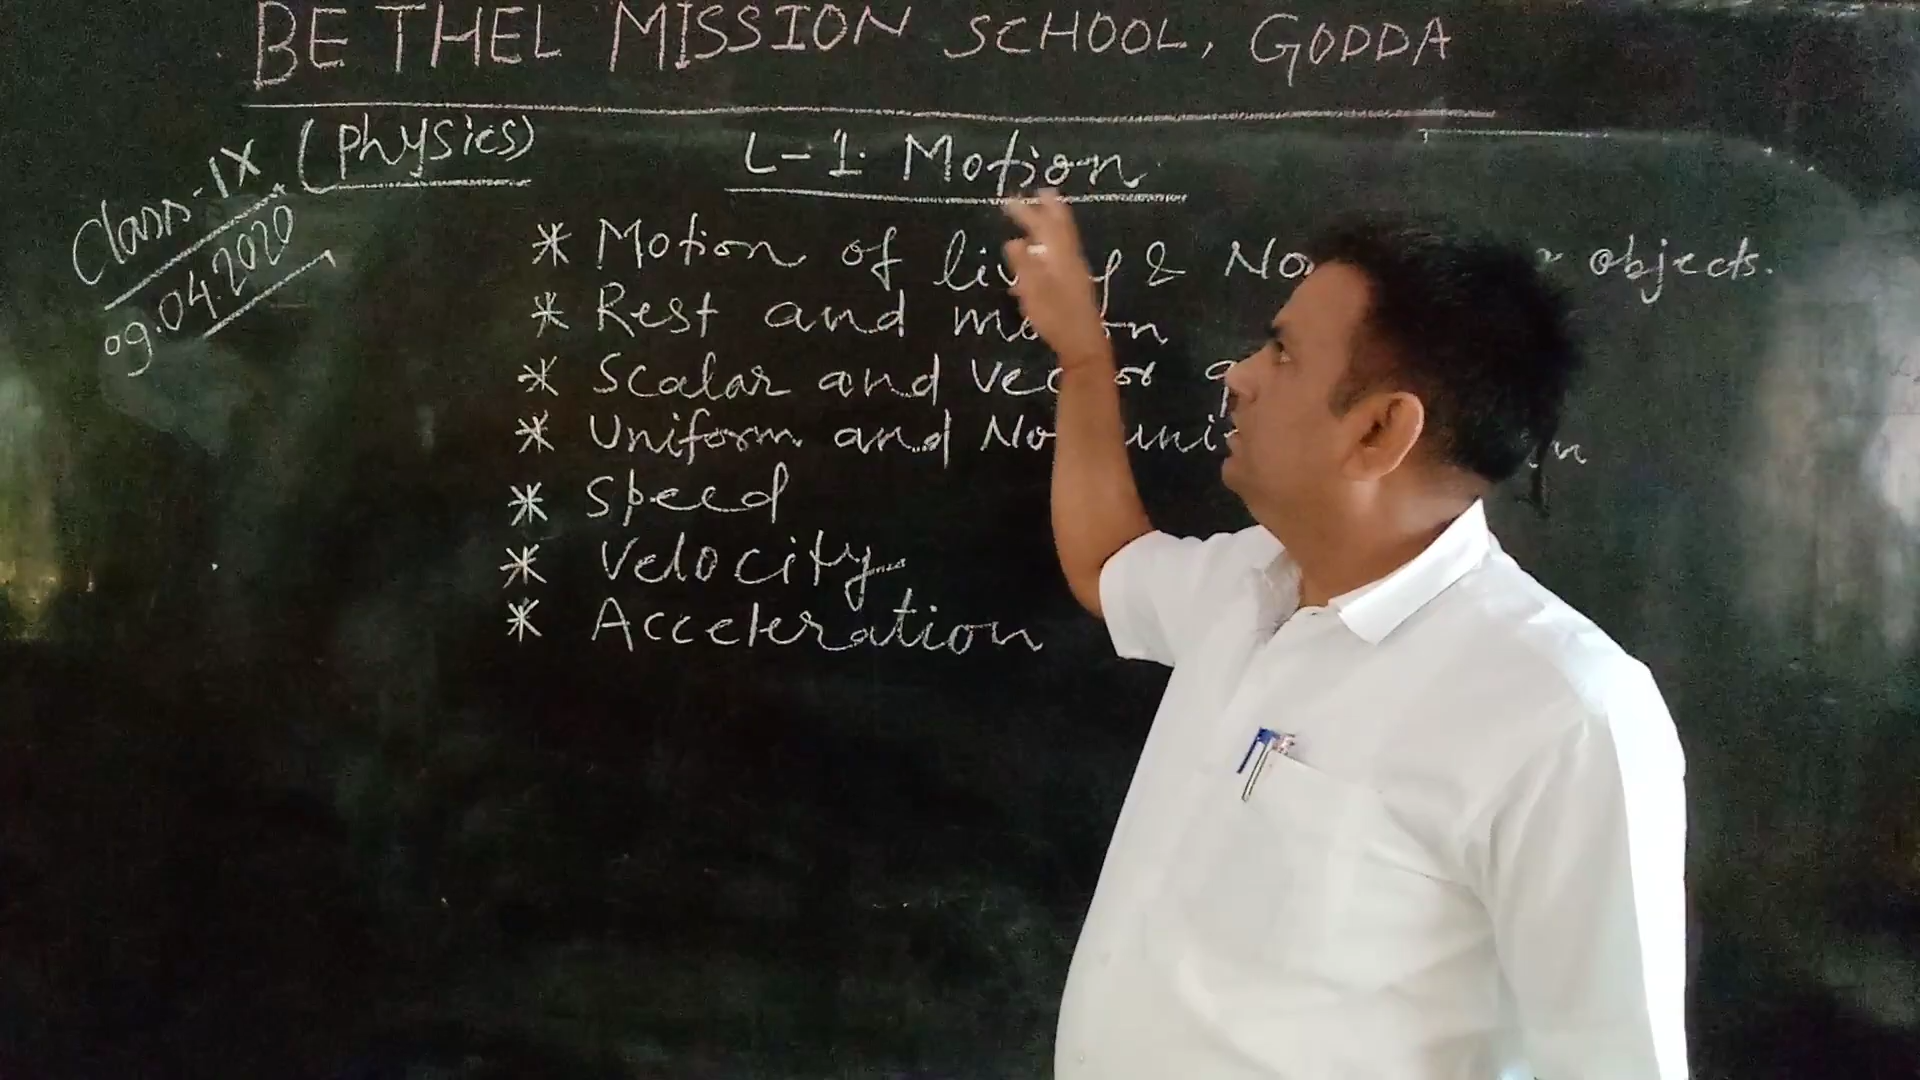 BETHEL MISSION SCHOOL, GODDA
Class-IX (Physics)
09.04.2020
L-1. Motion
* Motion of & objects.
* Rest and
* Scalar and
* Uniform and
* Speed
* Velocity
* Acceleration